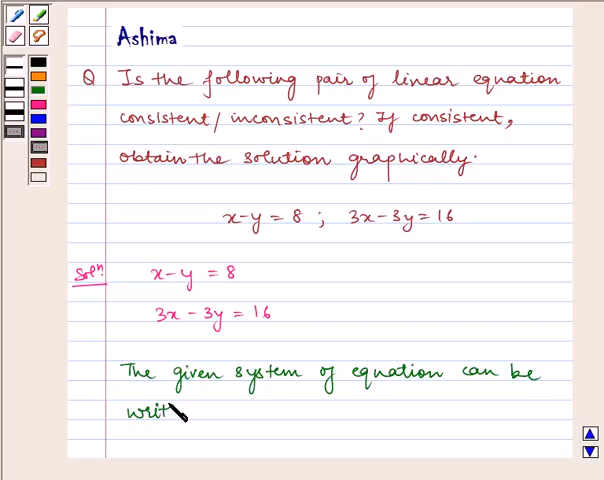 Ashima
Q Is the following pair of linear equation
consistent/ inconsistent? If consistent,
obtain the solution graphically.
x-y = 8 ; 3x-3y=16
Solⁿ. x-y = 8
3x - 3y = 16
The given system of equation can be
writ